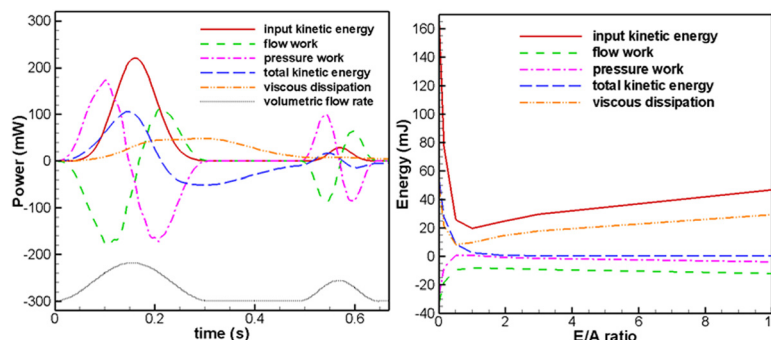 input kinetic energy
flow work
pressure work
total kinetic energy
viscous dissipation
volumetric flow rate
Power (mW)
300
200
100
0
-100
-200
-300
0
0.2
0.4
0.6
time (s)
input kinetic energy
flow work
pressure work
total kinetic energy
viscous dissipation
Energy (mJ)
160
140
120
100
80
60
40
20
0
-20
-40
0
2
4
6
8
10
E/A ratio